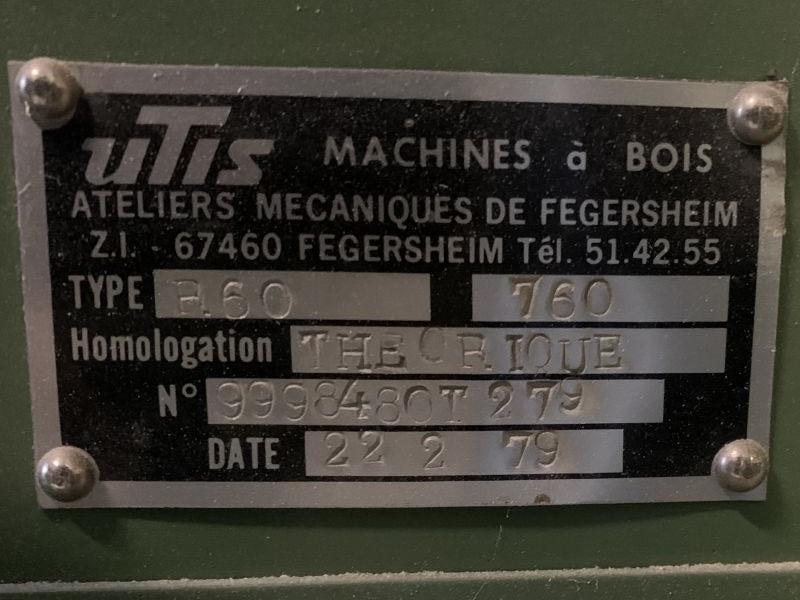 uTis MACHINES à BOIS
ATELIERS MECANIQUES DE FEGERSHEIM
Z.I. - 67460 FEGERSHEIM Tél. 51.42.55
TYPE R60 760
Homologation THEORIQUE
N° 9998480T 279
DATE 22 2 79